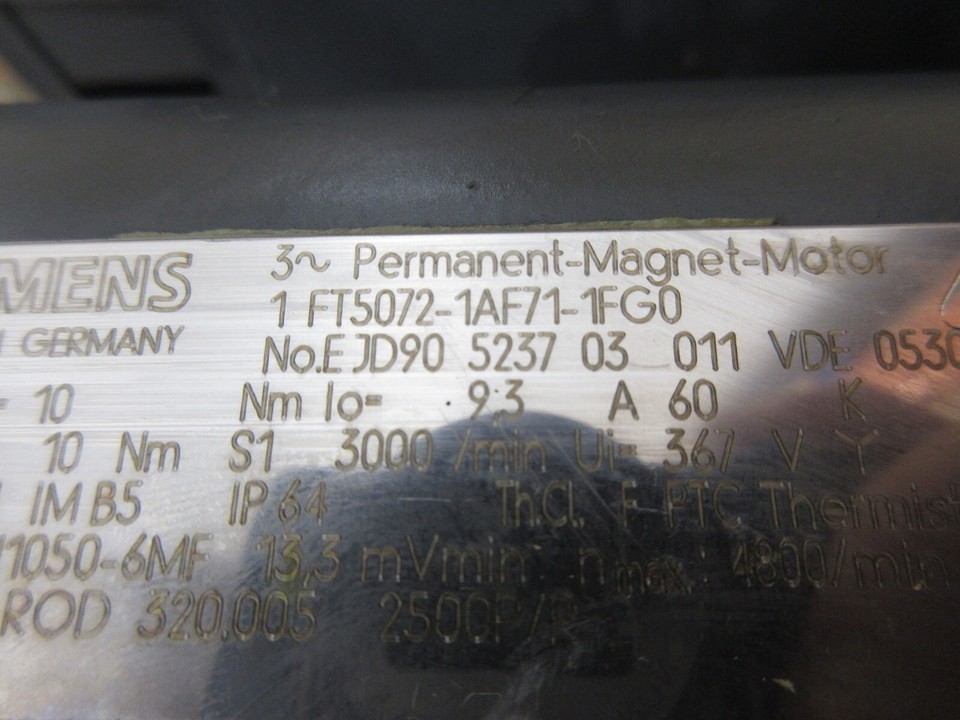 MENS 3~ Permanent-Magnet-Motor
1 FT5072-1AF71-1FG0
GERMANY No.E JD90 5237 03 011 VDE 0530
10 Nm Io= 9,3 A 60 K
10 Nm S1 3000 /min Ui= 367 V Y
IM B5 IP 64 Th.Cl. F PTC Thermist
1050-6MF 13,3 mVmin nmax: 4800/min
ROD 320.005 2500P/R